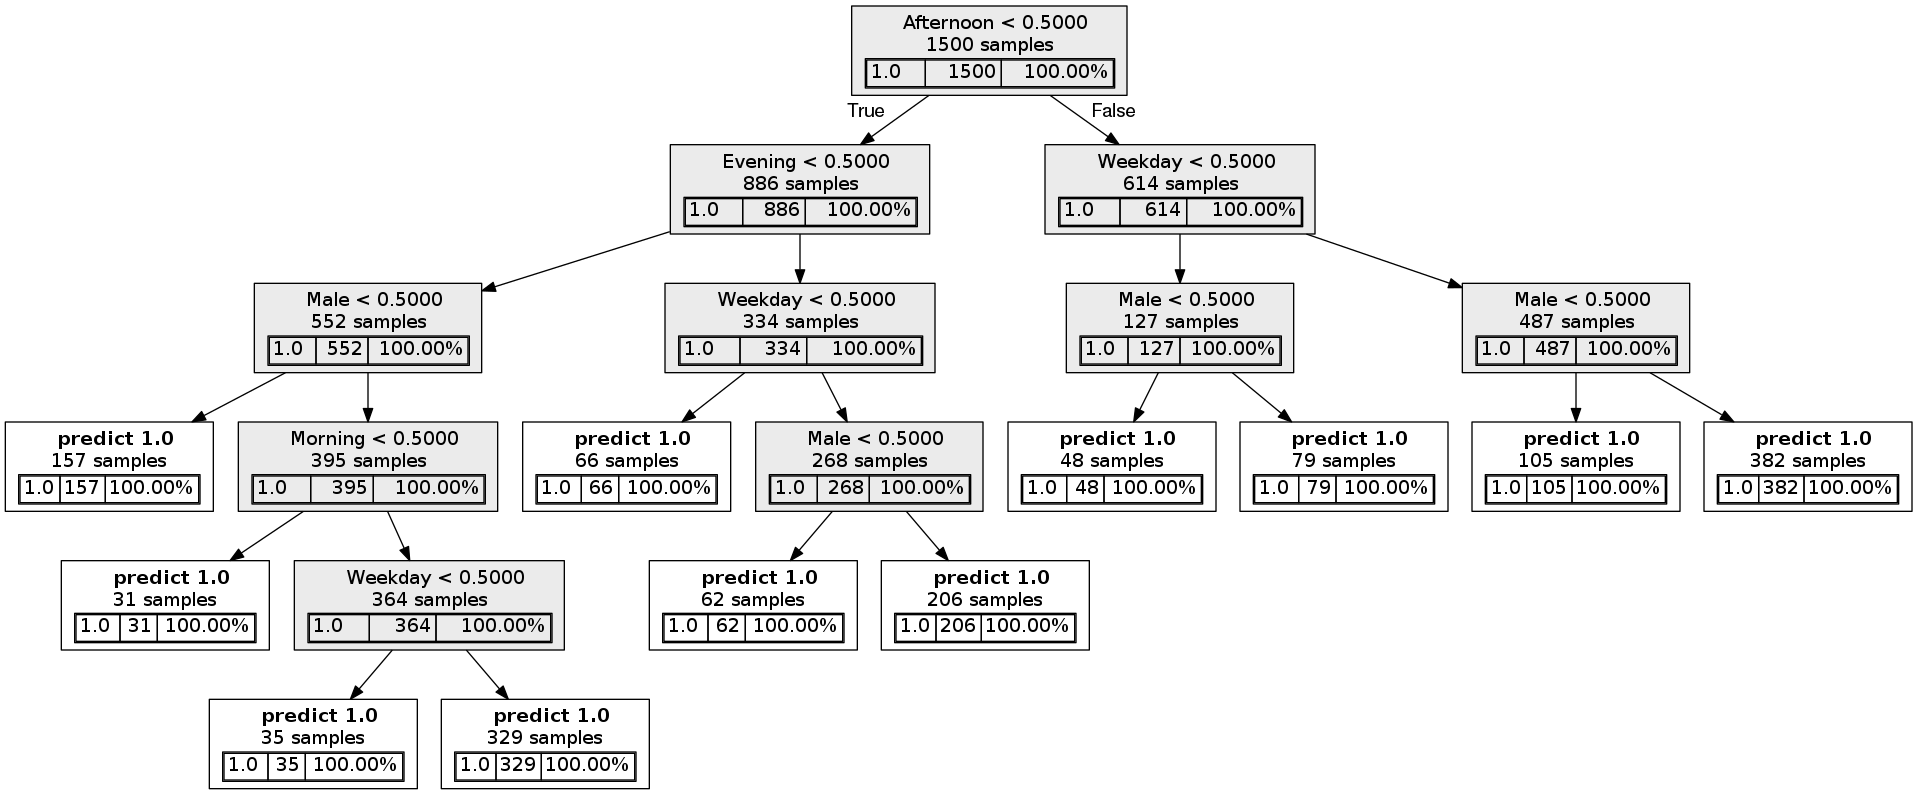 Afternoon < 0.5000
1500 samples
1.0 1500 100.00%
True
False
Evening < 0.5000
886 samples
1.0 886 100.00%
Weekday < 0.5000
614 samples
1.0 614 100.00%
Male < 0.5000
552 samples
1.0 552 100.00%
Weekday < 0.5000
334 samples
1.0 334 100.00%
Male < 0.5000
127 samples
1.0 127 100.00%
Male < 0.5000
487 samples
1.0 487 100.00%
predict 1.0
157 samples
1.0 157 100.00%
Morning < 0.5000
395 samples
1.0 395 100.00%
predict 1.0
66 samples
1.0 66 100.00%
Male < 0.5000
268 samples
1.0 268 100.00%
predict 1.0
48 samples
1.0 48 100.00%
predict 1.0
79 samples
1.0 79 100.00%
predict 1.0
105 samples
1.0 105 100.00%
predict 1.0
382 samples
1.0 382 100.00%
predict 1.0
31 samples
1.0 31 100.00%
Weekday < 0.5000
364 samples
1.0 364 100.00%
predict 1.0
62 samples
1.0 62 100.00%
predict 1.0
206 samples
1.0 206 100.00%
predict 1.0
35 samples
1.0 35 100.00%
predict 1.0
329 samples
1.0 329 100.00%